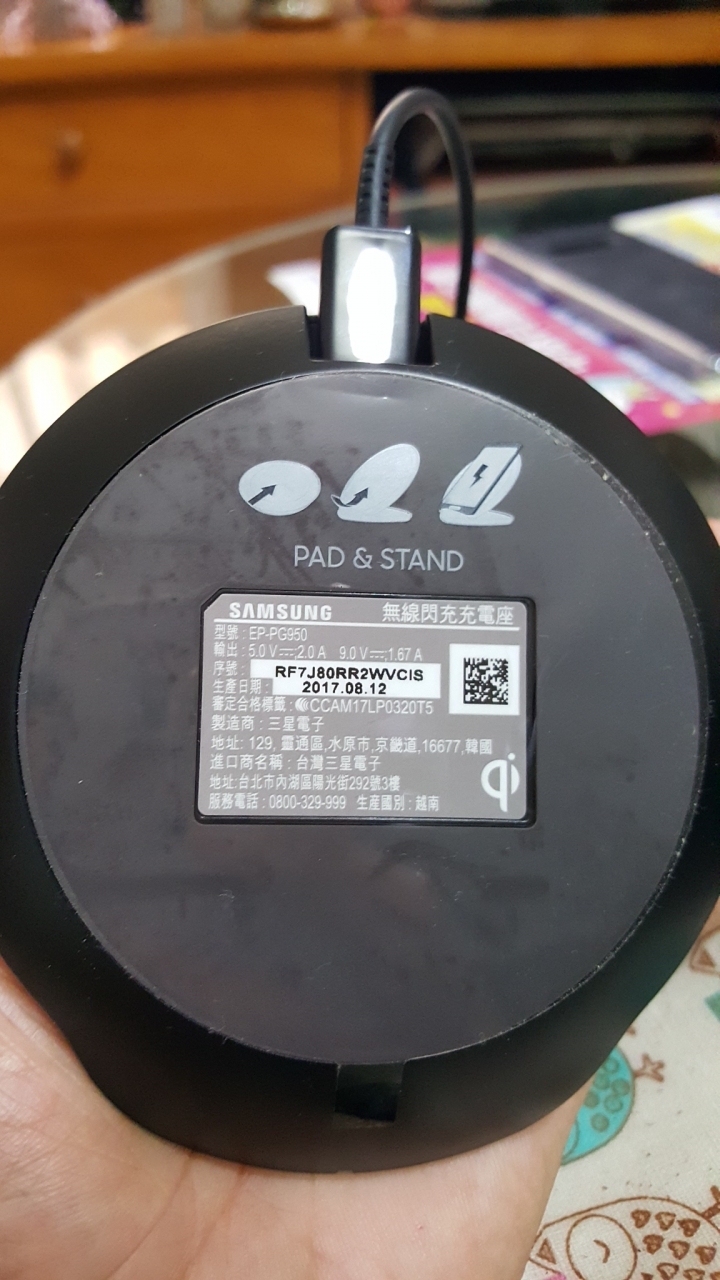 PAD & STAND
SAMSUNG 無線閃充充電座
型號 : EP-PG950
輸出 : 5.0 V⎓;2.0 A 9.0 V⎓;1.67 A
序號 : RF7J80RR2WVCIS
生產日期 : 2017.08.12
審定合格標籤 : CCAM17LP0320T5
製造商 : 三星電子
地址: 129, 靈通區,水原市,京畿道,16677,韓國
進口商名稱 : 台灣三星電子
地址:台北市內湖區陽光街292號3樓
服務電話 : 0800-329-999 生產國別 : 越南
qi